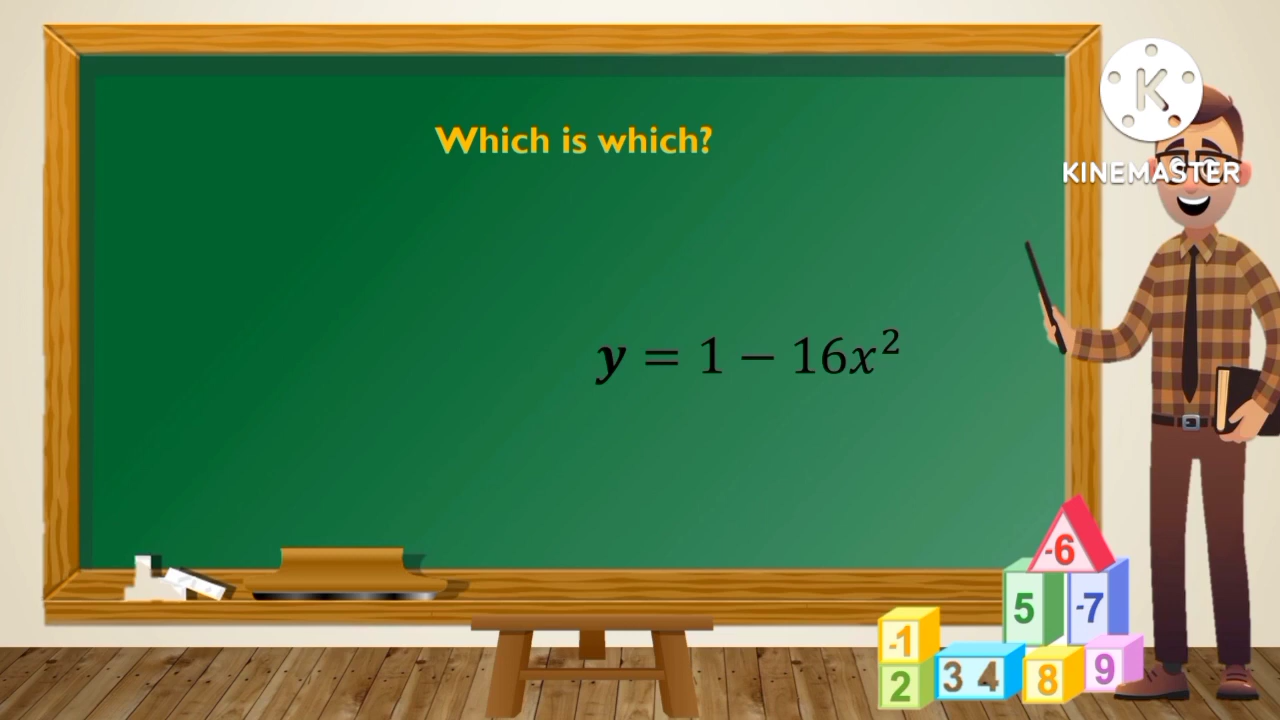 Which is which?
K
KINEMASTER
y = 1 − 16x²
-6
5 -7
-1
2 3 4 8 9